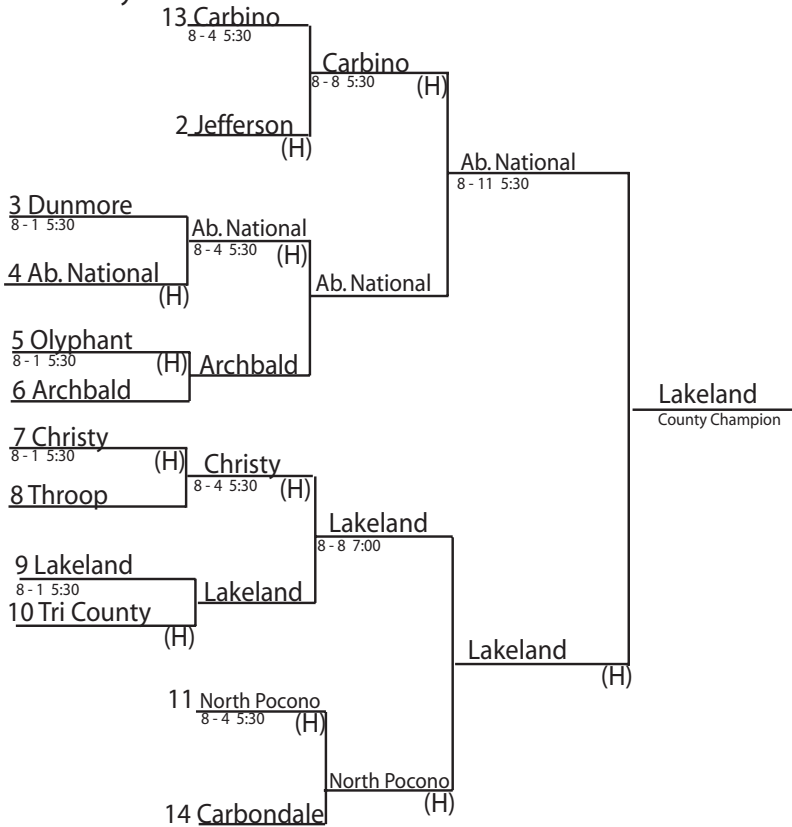 13 Carbino
8 - 4 5:30
Carbino
8 - 8 5:30
(H)
2 Jefferson
(H)
Ab. National
8 - 11 5:30
3 Dunmore
8 - 1 5:30
Ab. National
8 - 4 5:30
(H)
4 Ab. National
(H)
Ab. National
5 Olyphant
8 - 1 5:30
(H)
Archbald
6 Archbald
Lakeland
County Champion
7 Christy
8 - 1 5:30
(H)
Christy
8 - 4 5:30
(H)
8 Throop
Lakeland
8 - 8 7:00
9 Lakeland
8 - 1 5:30
Lakeland
10 Tri County
(H)
Lakeland
(H)
11 North Pocono
8 - 4 5:30
(H)
North Pocono
(H)
14 Carbondale